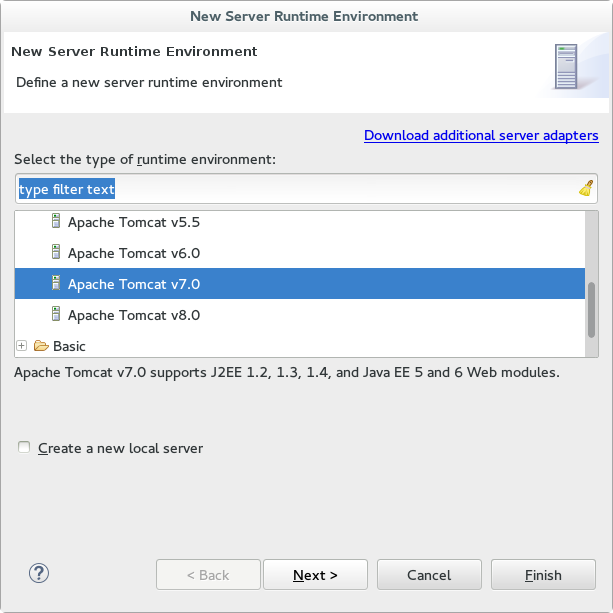 New Server Runtime Environment
New Server Runtime Environment
Define a new server runtime environment
Download additional server adapters
Select the type of runtime environment:
type filter text
Apache Tomcat v5.5
Apache Tomcat v6.0
Apache Tomcat v7.0
Apache Tomcat v8.0
Basic
Apache Tomcat v7.0 supports J2EE 1.2, 1.3, 1.4, and Java EE 5 and 6 Web modules.
Create a new local server
? < Back Next > Cancel Finish